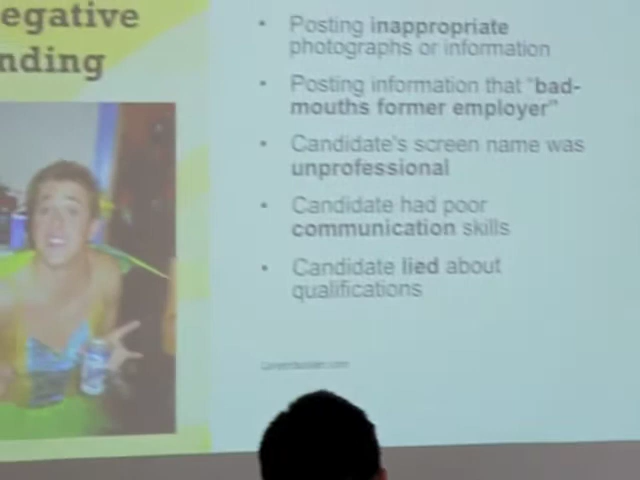 egative
nding
• Posting inappropriate
photographs or information
• Posting information that "bad-
mouths former employer"
• Candidate's screen name was
unprofessional
• Candidate had poor
communication skills
• Candidate lied about
qualifications